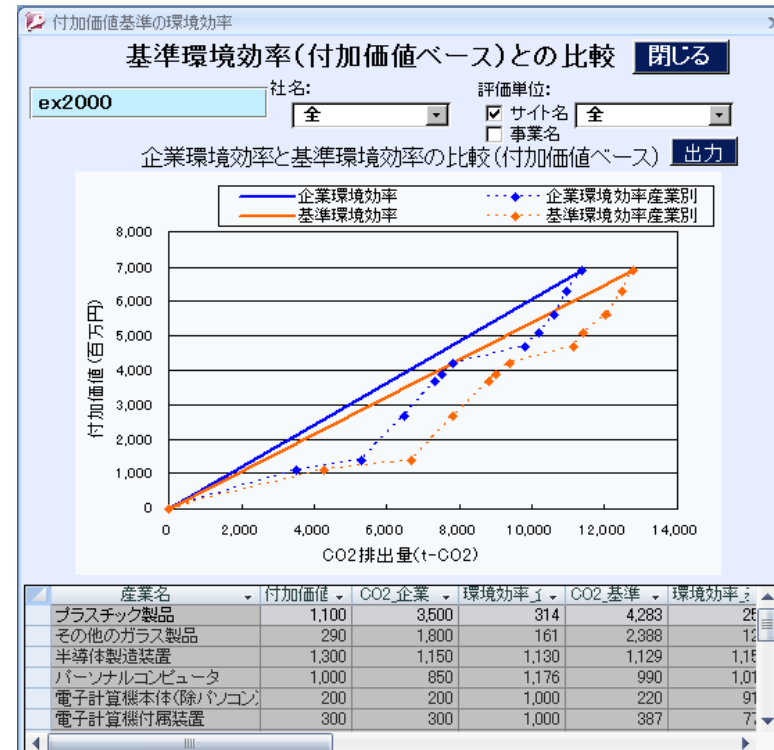 付加価値基準の環境効率
基準環境効率(付加価値ベース)との比較 閉じる
社名: 評価単位:
ex2000 全 サイト名 全
事業名
企業環境効率と基準環境効率の比較(付加価値ベース) 出力
企業環境効率 企業環境効率産業別
基準環境効率 基準環境効率産業別
8,000
7,000
6,000
5,000
4,000
3,000
2,000
1,000
0
付加価値(百万円)
0 2,000 4,000 6,000 8,000 10,000 12,000 14,000
CO2排出量(t-CO2)
産業名 付加価値 CO2_企業 環境効率 CO2_基準 環境効率
プラスチック製品 1,100 3,500 314 4,283
その他のガラス製品 290 1,800 161 2,388
半導体製造装置 1,300 1,150 1,130 1,129
パーソナルコンピュータ 1,000 850 1,176 990
電子計算機本体(除パソコン) 200 200 1,000 220
電子計算機付属装置 300 300 1,000 387